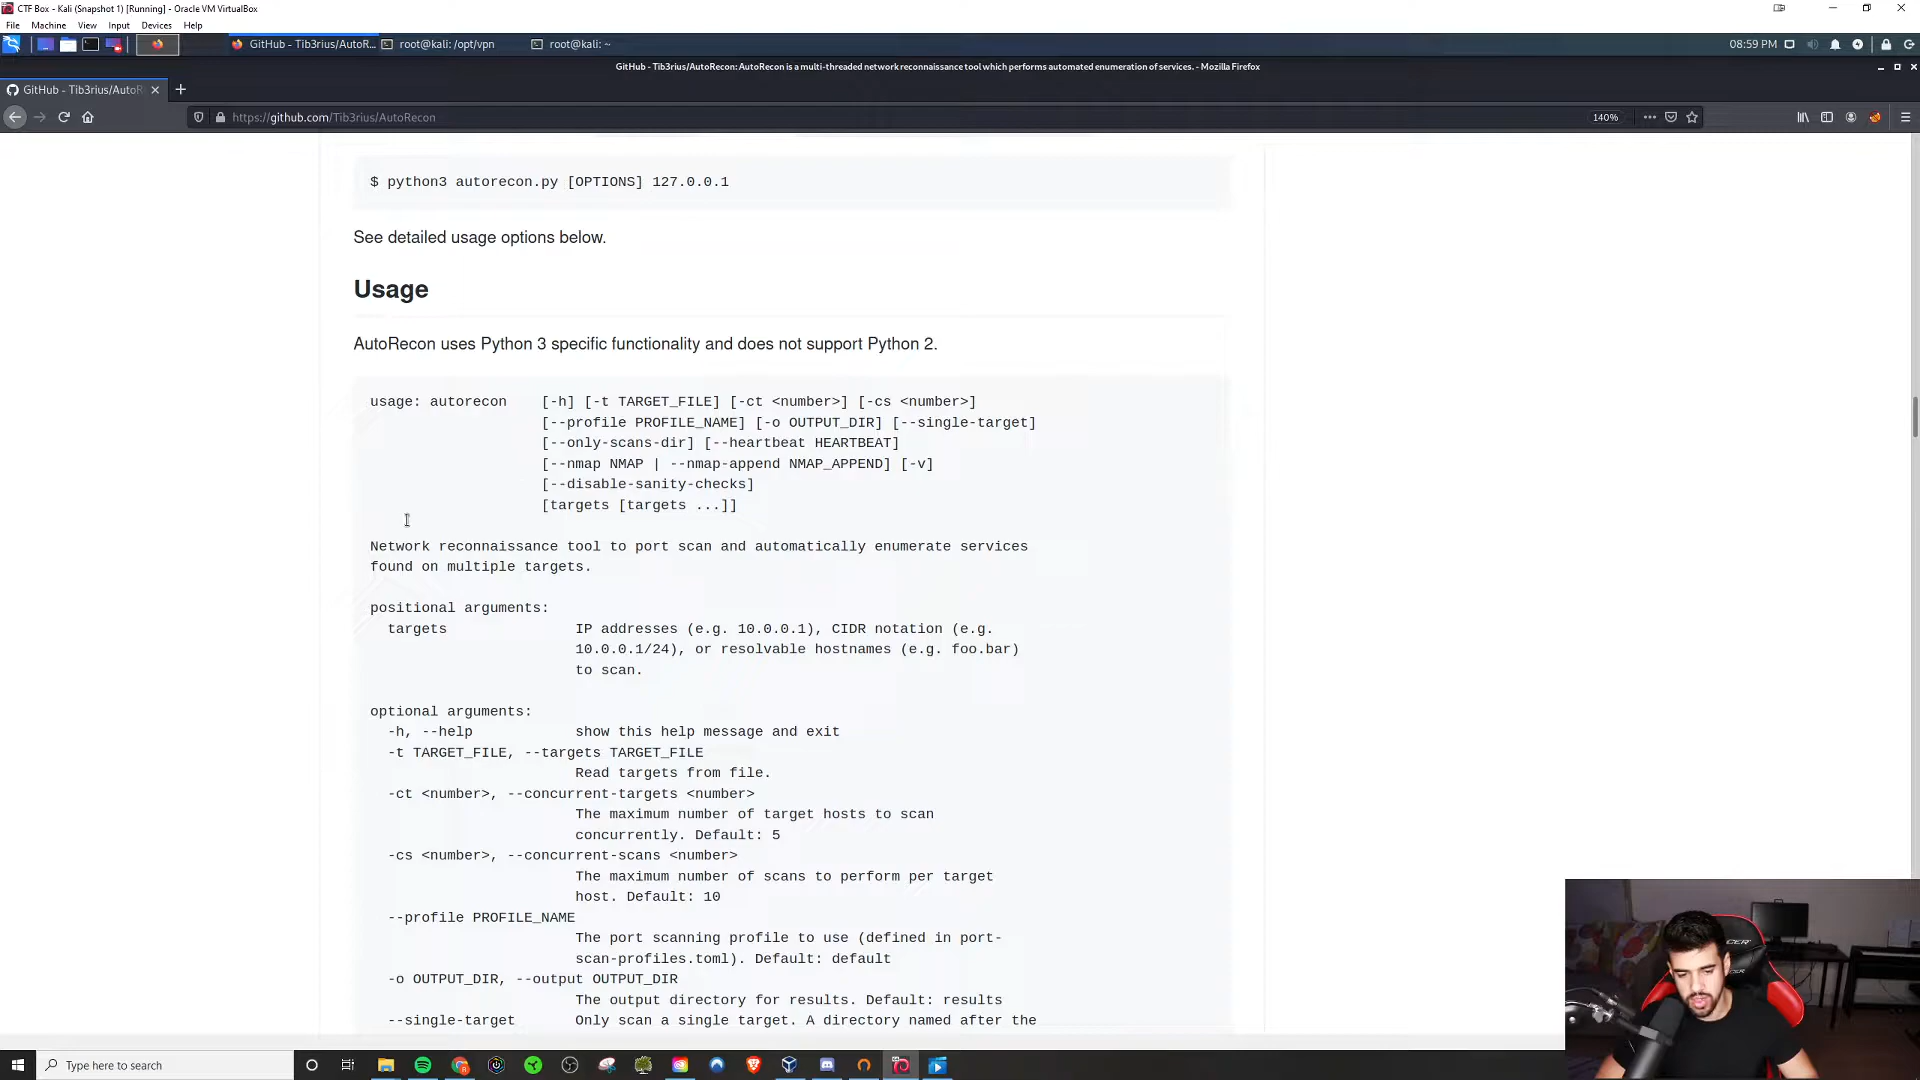 CTF Box - Kali (Snapshot 1) [Running] - Oracle VM VirtualBox
File Machine View Input Devices Help
GitHub - Tib3rius/AutoR... root@kali: /opt/vpn root@kali: ~ 08:59 PM
GitHub - Tib3rius/AutoRecon: AutoRecon is a multi-threaded network reconnaissance tool which performs automated enumeration of services. - Mozilla Firefox
GitHub - Tib3rius/AutoR
https://github.com/Tib3rius/AutoRecon 140%
$ python3 autorecon.py [OPTIONS] 127.0.0.1
See detailed usage options below.
Usage
AutoRecon uses Python 3 specific functionality and does not support Python 2.
usage: autorecon [-h] [-t TARGET_FILE] [-ct <number>] [-cs <number>]
[--profile PROFILE_NAME] [-o OUTPUT_DIR] [--single-target]
[--only-scans-dir] [--heartbeat HEARTBEAT]
[--nmap NMAP | --nmap-append NMAP_APPEND] [-v]
[--disable-sanity-checks]
[targets [targets ...]]
Network reconnaissance tool to port scan and automatically enumerate services
found on multiple targets.
positional arguments:
targets IP addresses (e.g. 10.0.0.1), CIDR notation (e.g.
10.0.0.1/24), or resolvable hostnames (e.g. foo.bar)
to scan.
optional arguments:
-h, --help show this help message and exit
-t TARGET_FILE, --targets TARGET_FILE
Read targets from file.
-ct <number>, --concurrent-targets <number>
The maximum number of target hosts to scan
concurrently. Default: 5
-cs <number>, --concurrent-scans <number>
The maximum number of scans to perform per target
host. Default: 10
--profile PROFILE_NAME
The port scanning profile to use (defined in port-
scan-profiles.toml). Default: default
-o OUTPUT_DIR, --output OUTPUT_DIR
The output directory for results. Default: results
--single-target Only scan a single target. A directory named after the
Type here to search